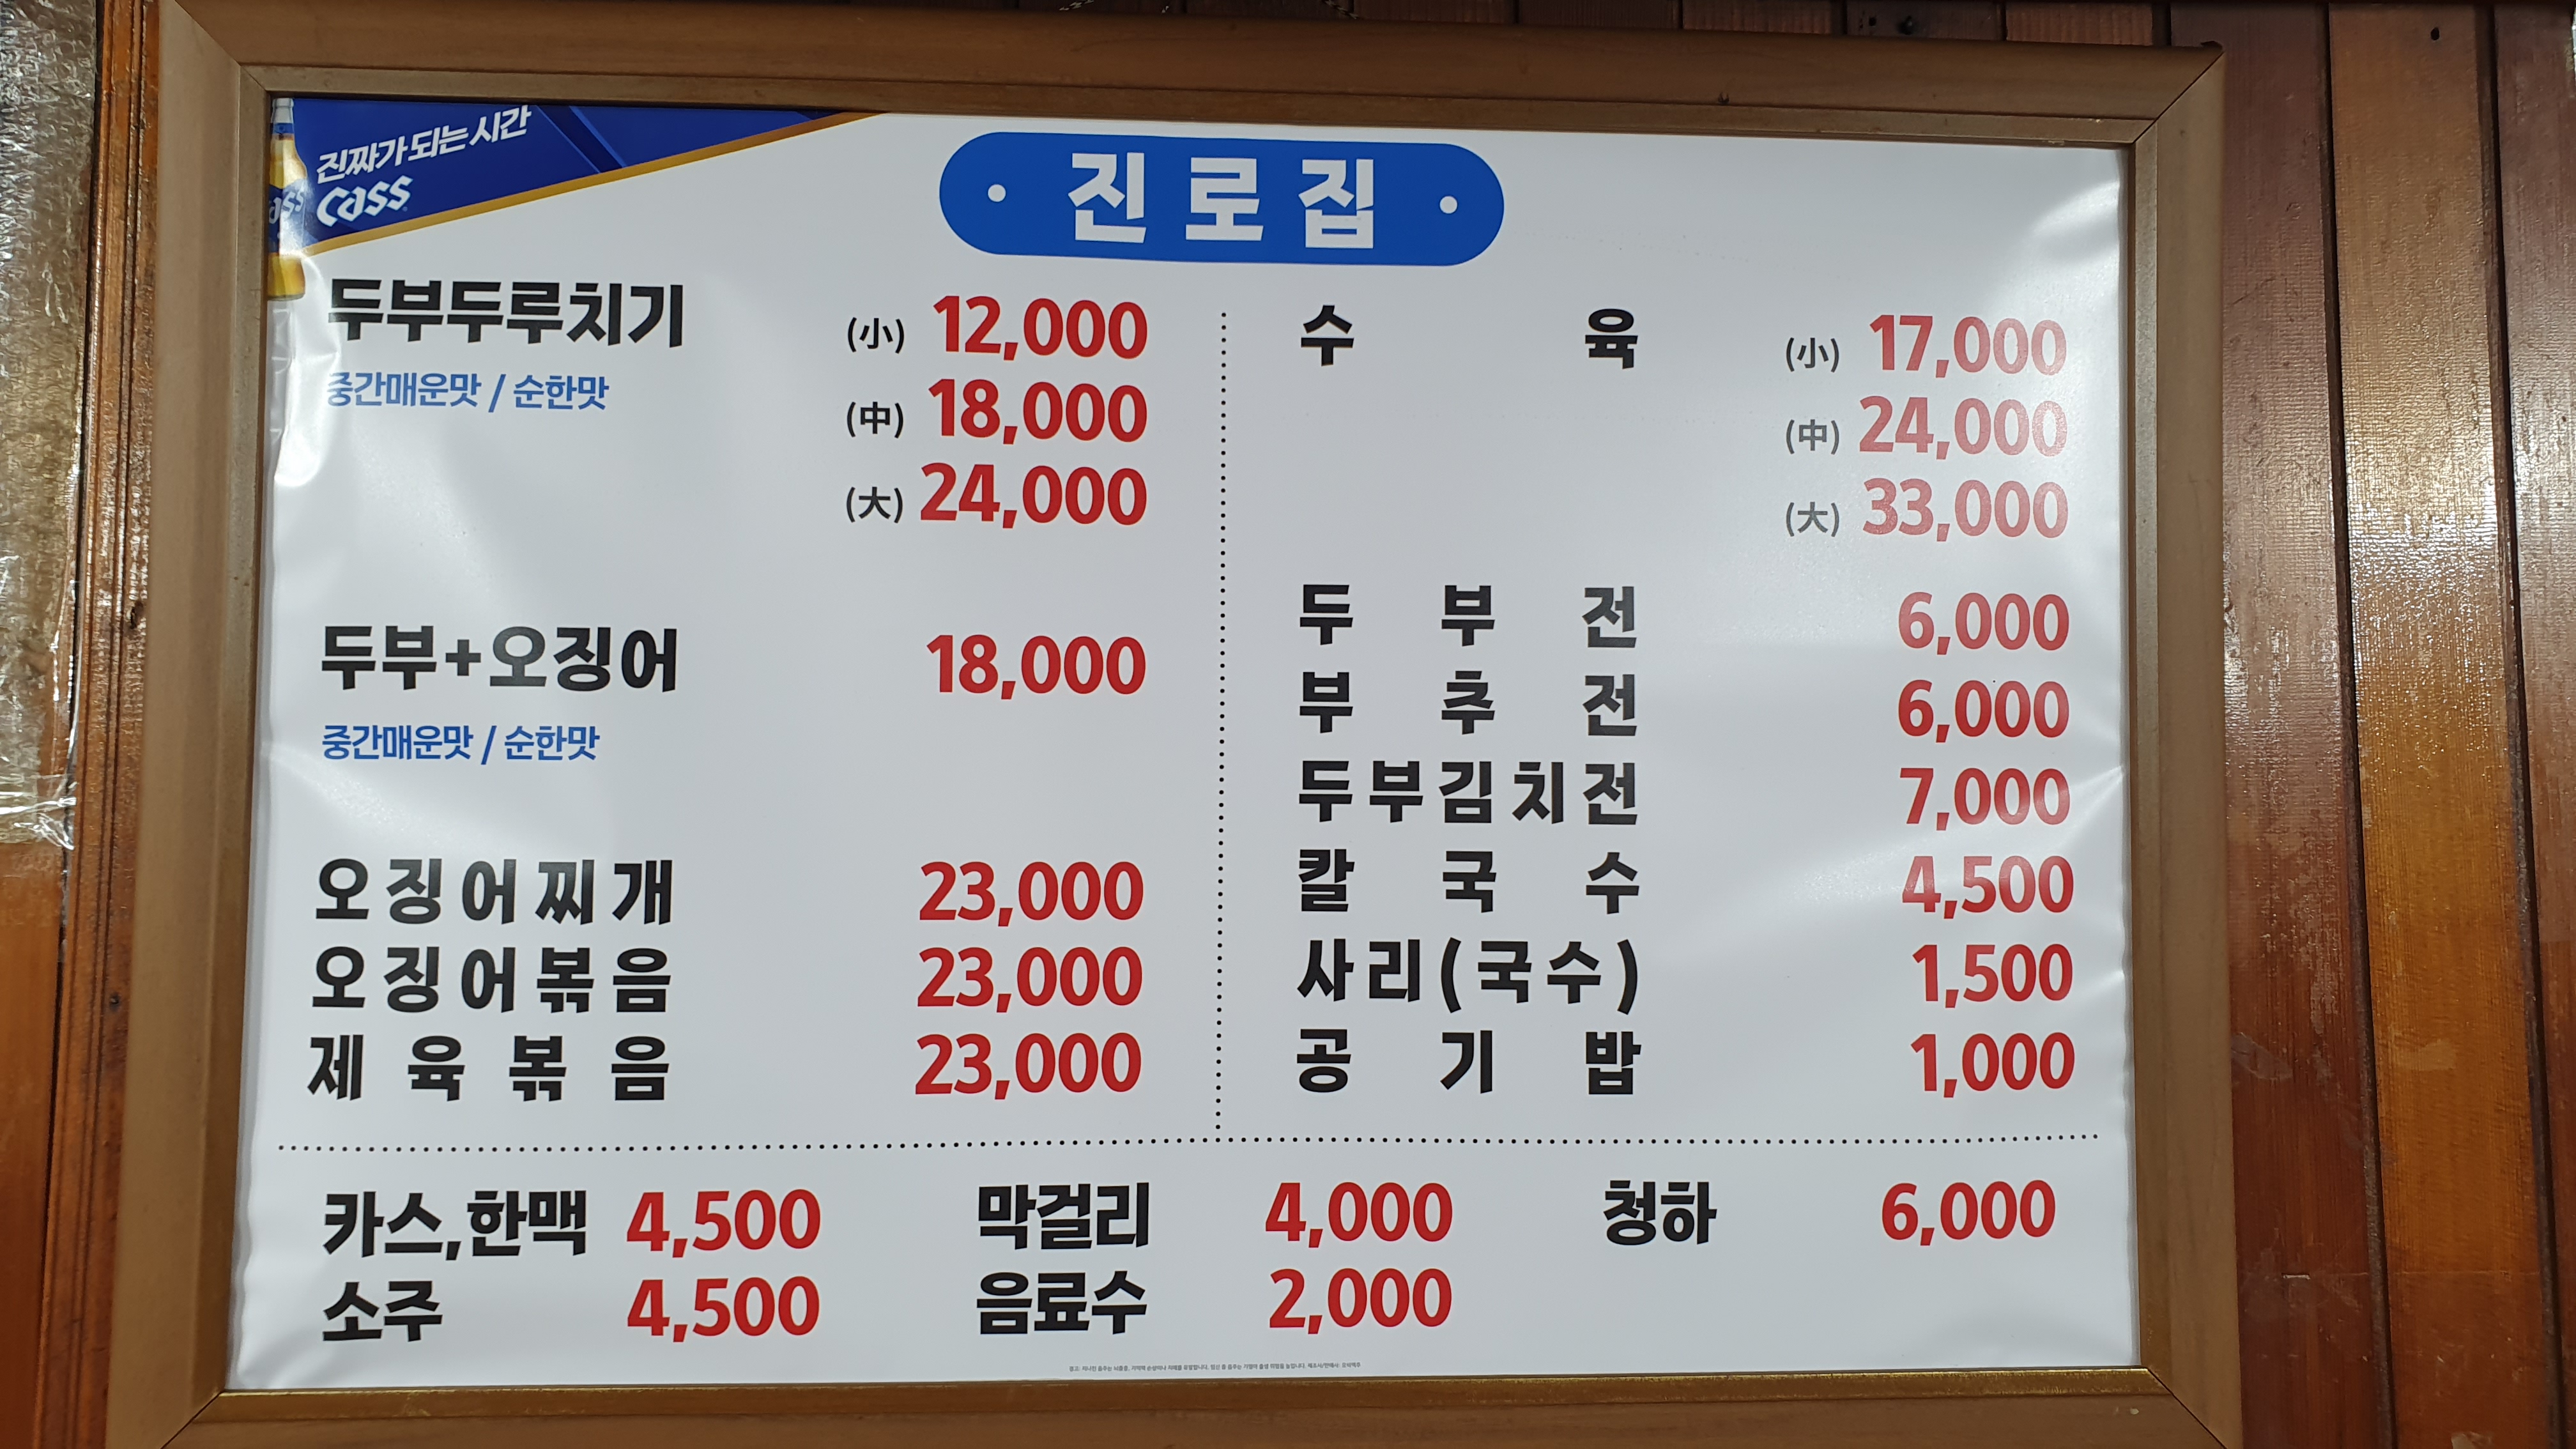 진짜가 되는 시간
cass
진로집
두부두루치기 (小) 12,000
중간매운맛 / 순한맛
(中) 18,000
(大) 24,000
두부+오징어 18,000
중간매운맛 / 순한맛
오징어찌개 23,000
오징어볶음 23,000
제육볶음 23,000
수육 (小) 17,000
(中) 24,000
(大) 33,000
두부전 6,000
부추전 6,000
두부김치전 7,000
칼국수 4,500
사리(국수) 1,500
공기밥 1,000
카스,한맥 4,500 막걸리 4,000 청하 6,000
소주 4,500 음료수 2,000